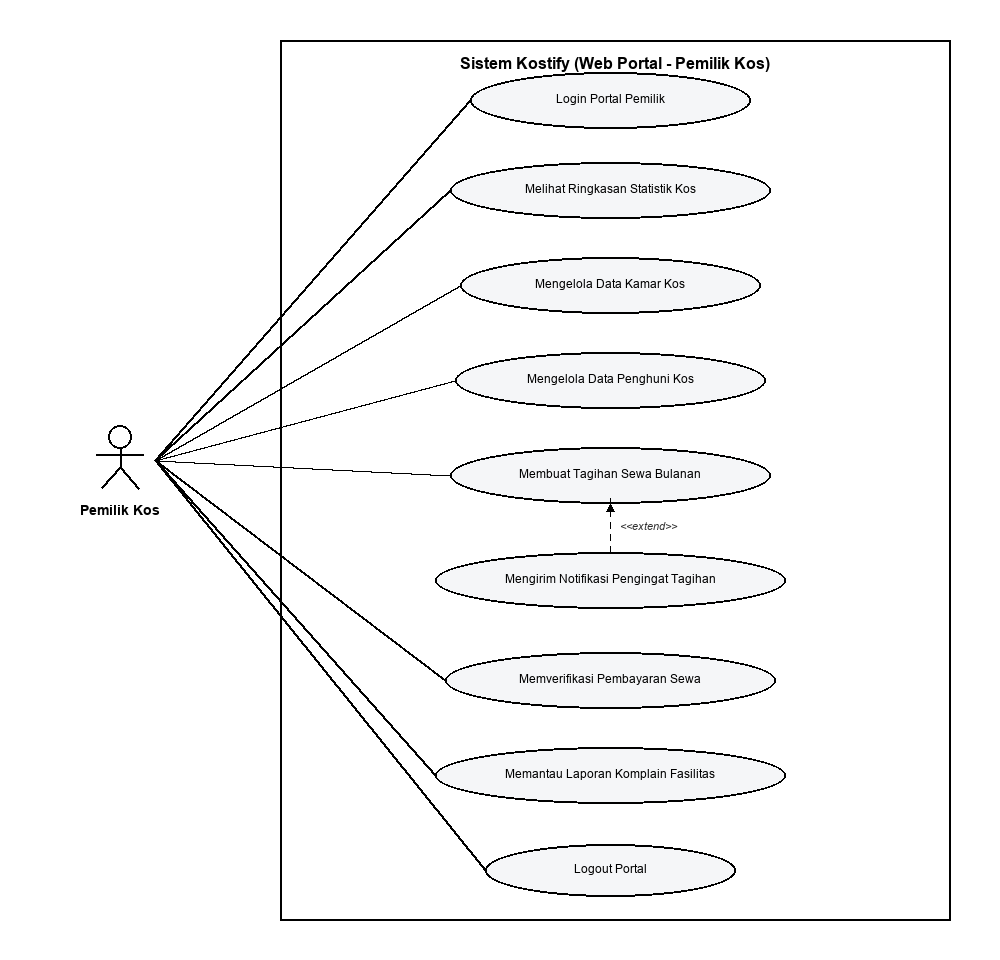 Sistem Kostify (Web Portal - Pemilik Kos)
Login Portal Pemilik
Melihat Ringkasan Statistik Kos
Mengelola Data Kamar Kos
Mengelola Data Penghuni Kos
Membuat Tagihan Sewa Bulanan
Pemilik Kos
<<extend>>
Mengirim Notifikasi Pengingat Tagihan
Memverifikasi Pembayaran Sewa
Memantau Laporan Komplain Fasilitas
Logout Portal